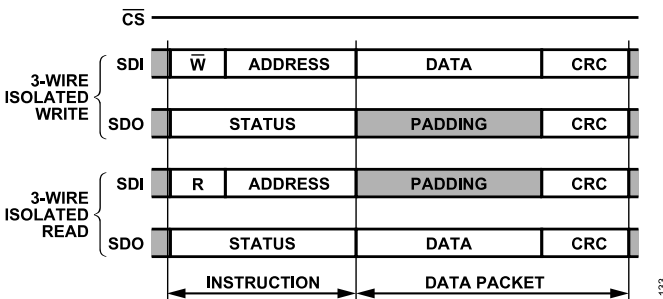 CS
3-WIRE
ISOLATED
WRITE
SDI W ADDRESS DATA CRC
SDO STATUS PADDING CRC
3-WIRE
ISOLATED
READ
SDI R ADDRESS PADDING CRC
SDO STATUS DATA CRC
INSTRUCTION DATA PACKET
133